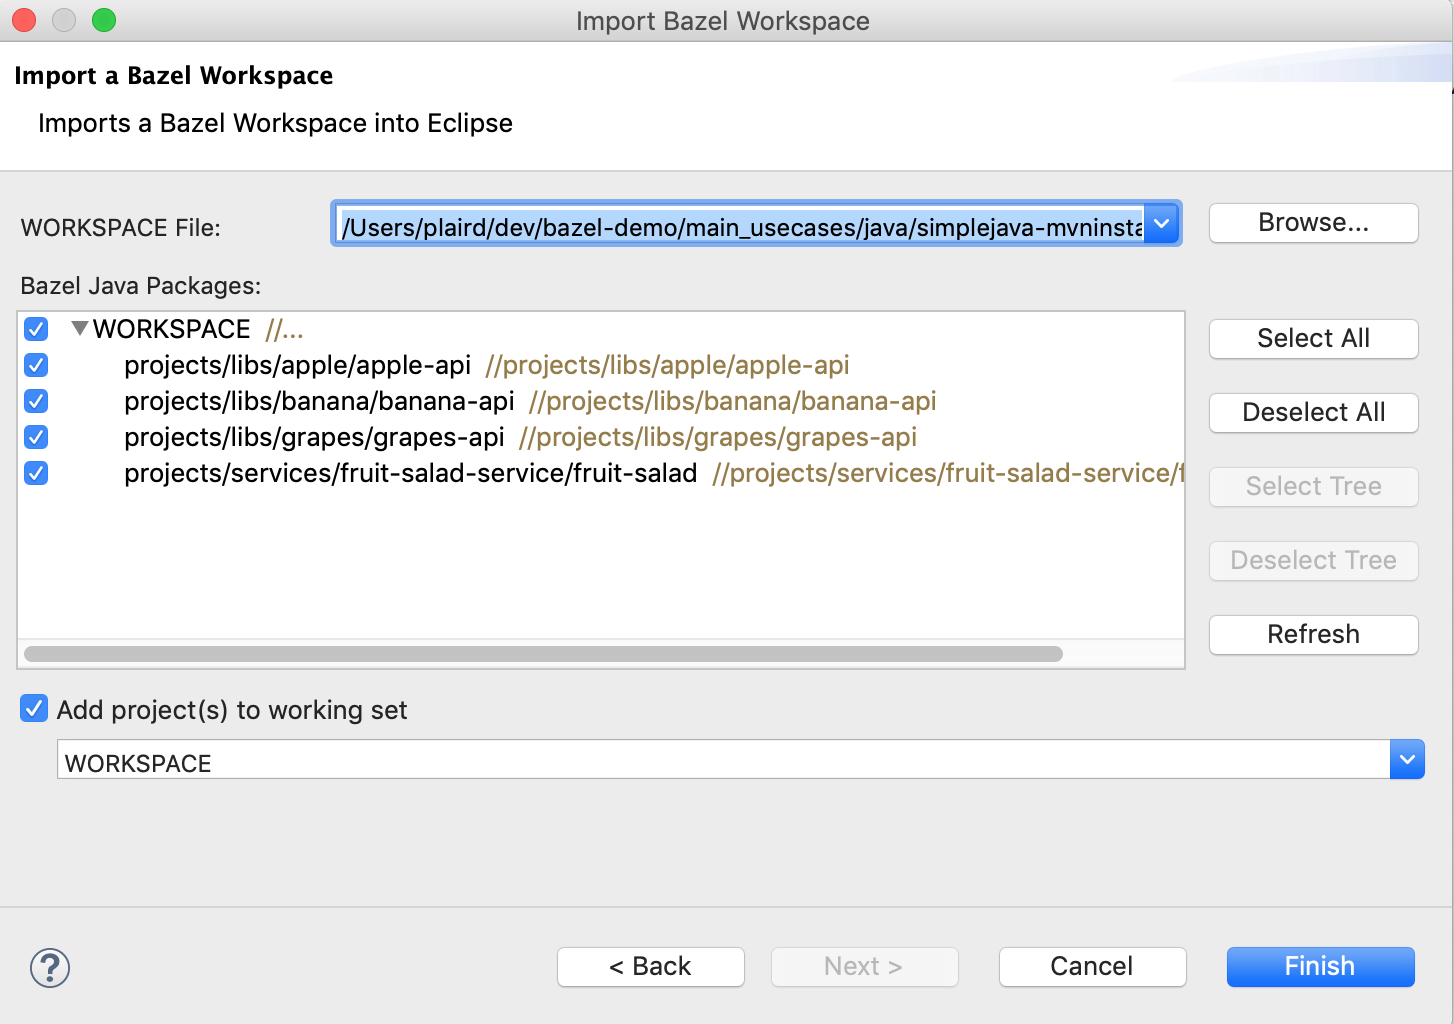 Import Bazel Workspace
Import a Bazel Workspace
Imports a Bazel Workspace into Eclipse
WORKSPACE File: /Users/plaird/dev/bazel-demo/main_usecases/java/simplejava-mvninsta Browse...
Bazel Java Packages:
WORKSPACE //...
Select All
projects/libs/apple/apple-api //projects/libs/apple/apple-api
projects/libs/banana/banana-api //projects/libs/banana/banana-api
Deselect All
projects/libs/grapes/grapes-api //projects/libs/grapes/grapes-api
projects/services/fruit-salad-service/fruit-salad //projects/services/fruit-salad-service/f
Select Tree
Deselect Tree
Refresh
Add project(s) to working set
WORKSPACE
? < Back Next > Cancel Finish